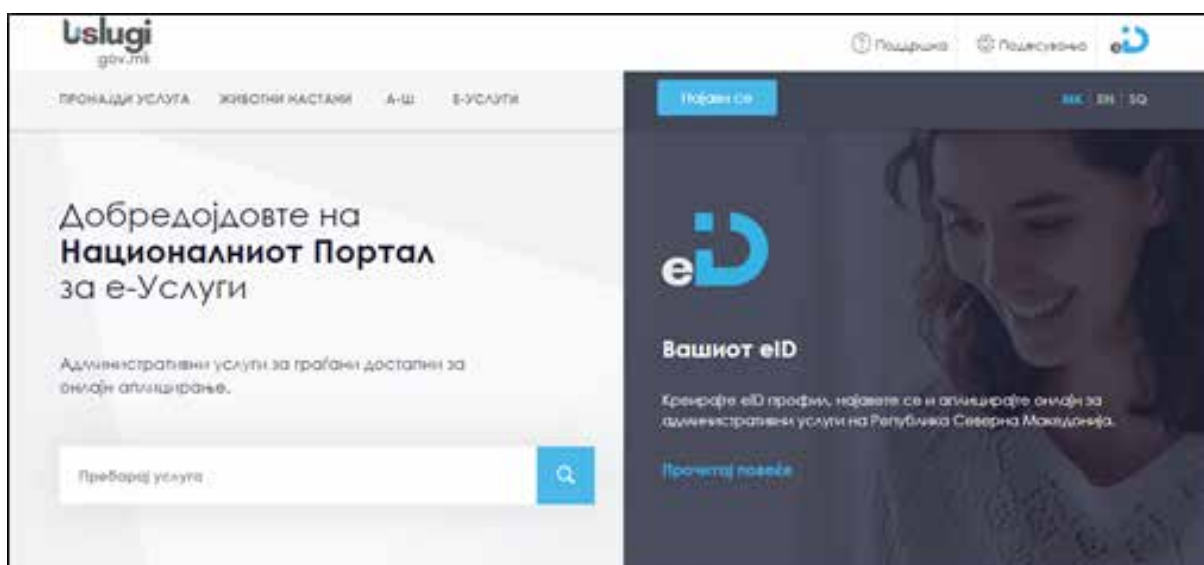 uslugi
gov.mk
Поддршка
Подесувања
eID
ПРОНАЈДИ УСЛУГА
ЖИВОТНИ НАСТАНИ
А-Ш
Е-УСЛУГИ
Најави се
МК EN SQ
Добредојдовте на
Националниот Портал
за е-Услуги
Административни услуги за граѓани достапни за
онлајн аплицирање.
Пребарај услуга
eID
Вашиот eID
Креирајте eID профил, најавете се и аплицирајте онлајн за
административни услуги на Република Северна Македонија.
Прочитај повеќе